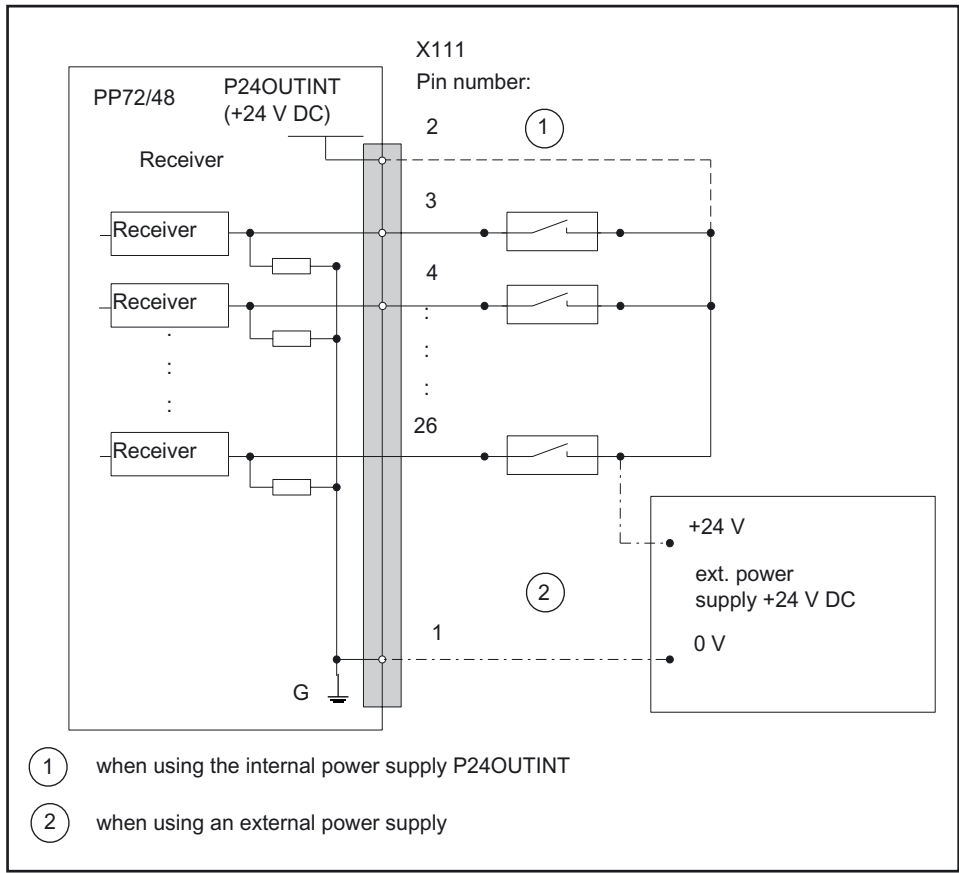 X111
Pin number:
PP72/48
P24OUTINT
(+24 V DC)
2
1
Receiver
3
Receiver
4
Receiver
:
:
:
:
:
:
26
Receiver
+24 V
ext. power
supply +24 V DC
2
1
0 V
G
1 when using the internal power supply P24OUTINT
2 when using an external power supply